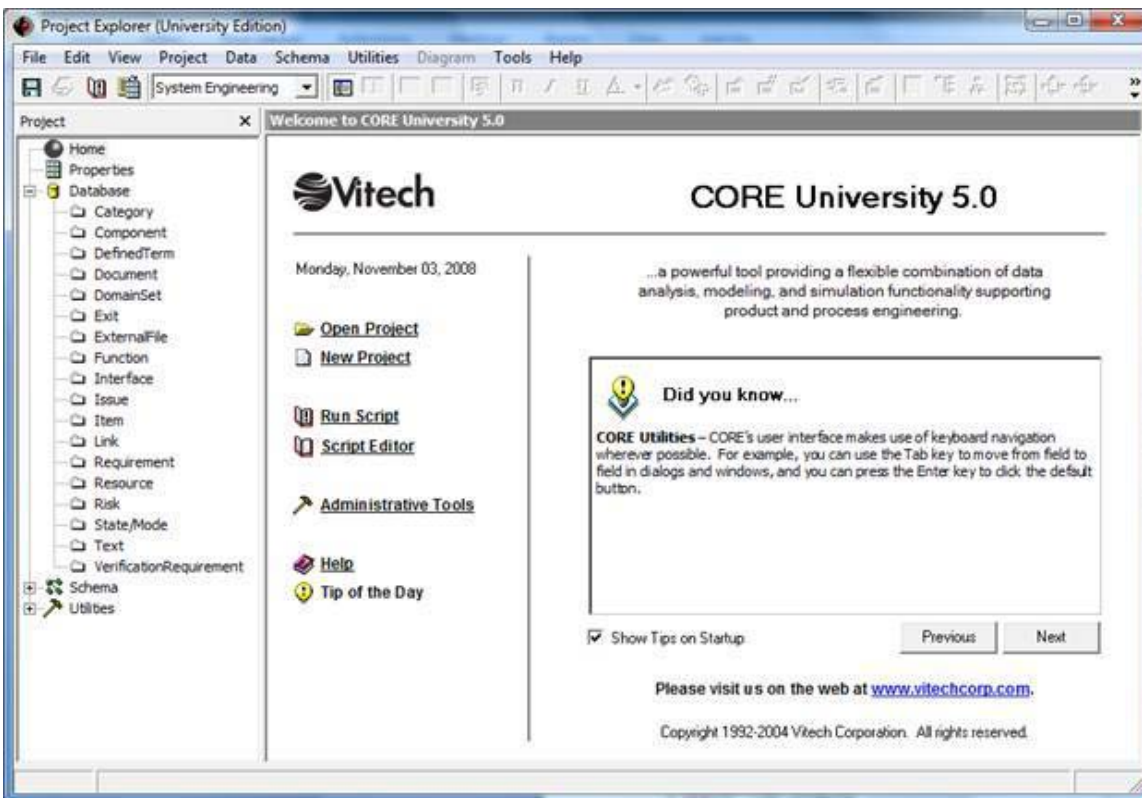 Project Explorer (University Edition)
File Edit View Project Data Schema Utilities Diagram Tools Help
System Engineering
Project
Welcome to CORE University 5.0
Home
Properties
Database
Category
Component
DefinedTerm
Document
DomainSet
Exit
ExternalFile
Function
Interface
Issue
Item
Link
Requirement
Resource
Risk
State/Mode
Text
VerificationRequirement
Schema
Utilities
Vitech
Monday, November 03, 2008
Open Project
New Project
Run Script
Script Editor
Administrative Tools
Help
Tip of the Day
CORE University 5.0
...a powerful tool providing a flexible combination of data
analysis, modeling, and simulation functionality supporting
product and process engineering.
Did you know...
CORE Utilities – CORE's user interface makes use of keyboard navigation
wherever possible. For example, you can use the Tab key to move from field to
field in dialogs and windows, and you can press the Enter key to click the default
button.
Show Tips on Startup
Previous
Next
Please visit us on the web at www.vitechcorp.com.
Copyright 1992-2004 Vitech Corporation. All rights reserved.